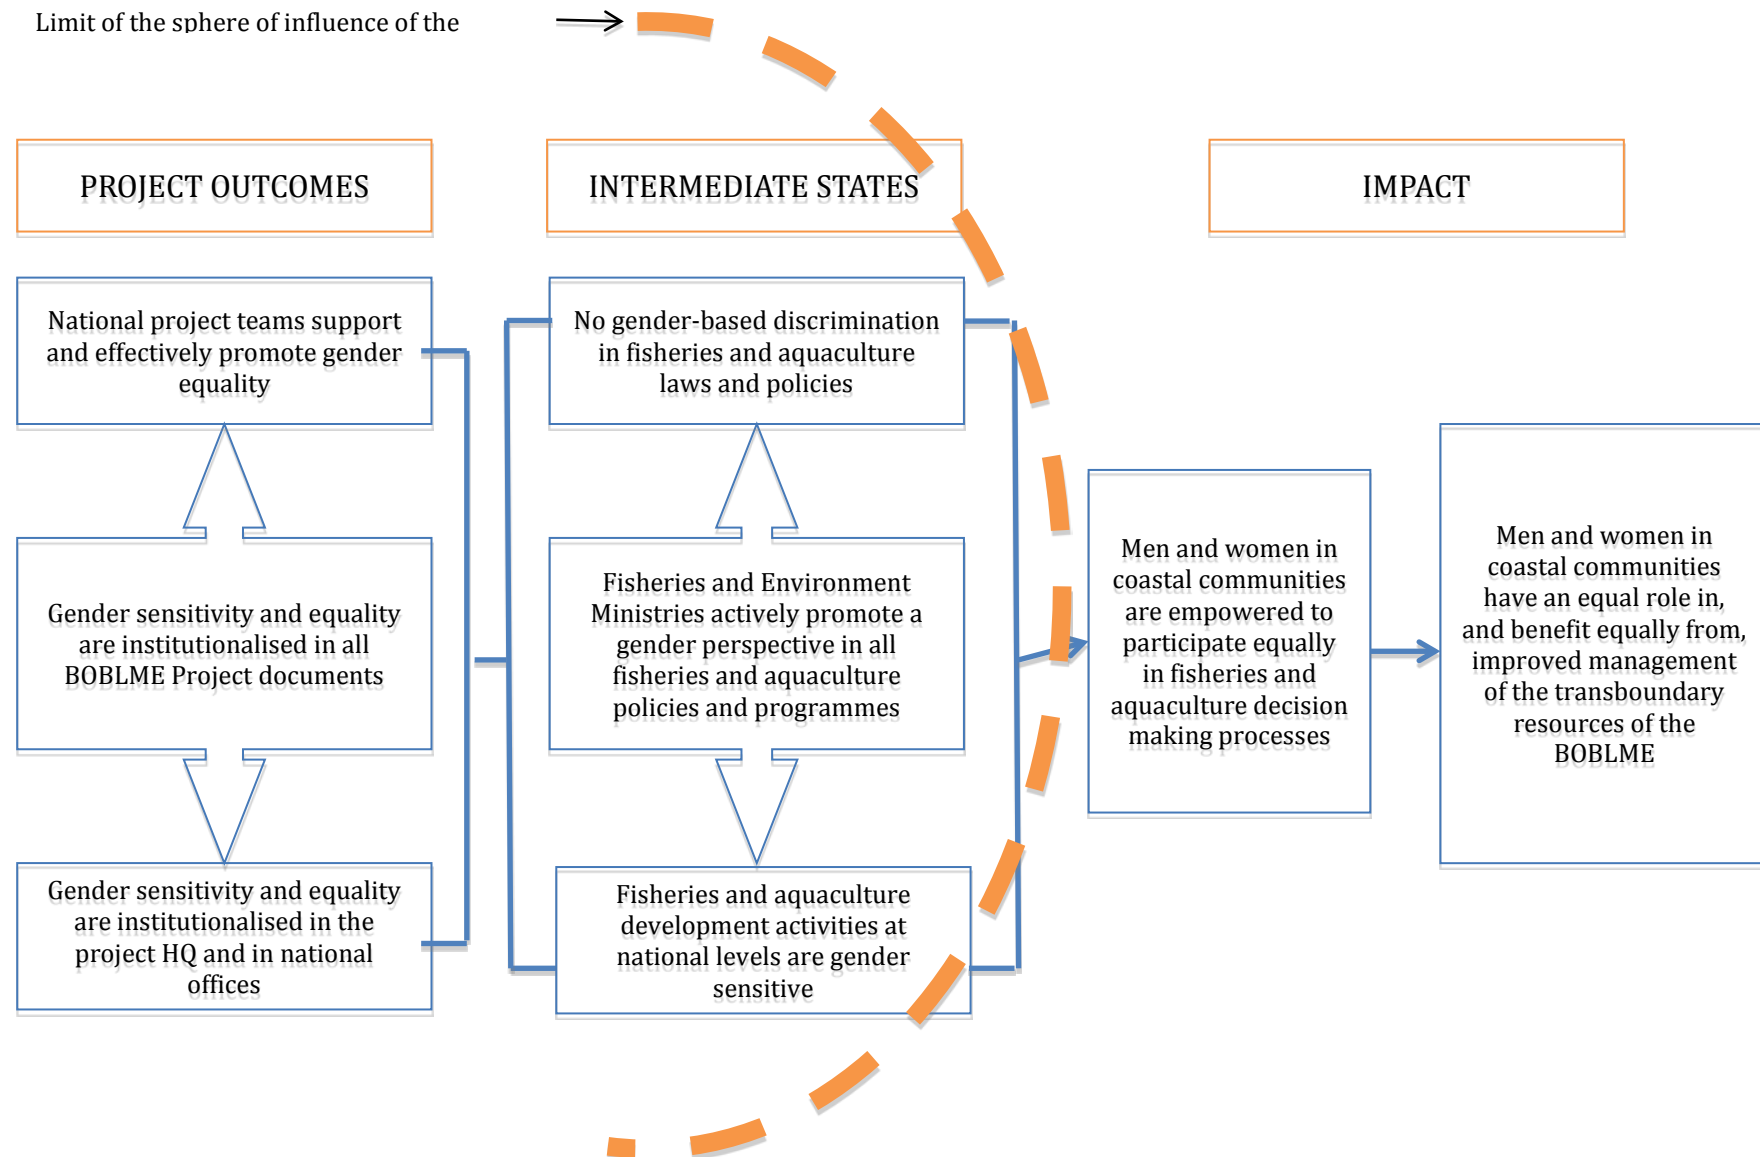 Limit of the sphere of influence of the
PROJECT OUTCOMES
INTERMEDIATE STATES
IMPACT
National project teams support
and effectively promote gender
equality
Gender sensitivity and equality
are institutionalised in all
BOBLME Project documents
Gender sensitivity and equality
are institutionalised in the
project HQ and in national
offices
No gender-based discrimination
in fisheries and aquaculture
laws and policies
Fisheries and Environment
Ministries actively promote a
gender perspective in all
fisheries and aquaculture
policies and programmes
Fisheries and aquaculture
development activities at
national levels are gender
sensitive
Men and women in
coastal communities
are empowered to
participate equally
in fisheries and
aquaculture decision
making processes
Men and women in
coastal communities
have an equal role in,
and benefit equally from,
improved management
of the transboundary
resources of the
BOBLME